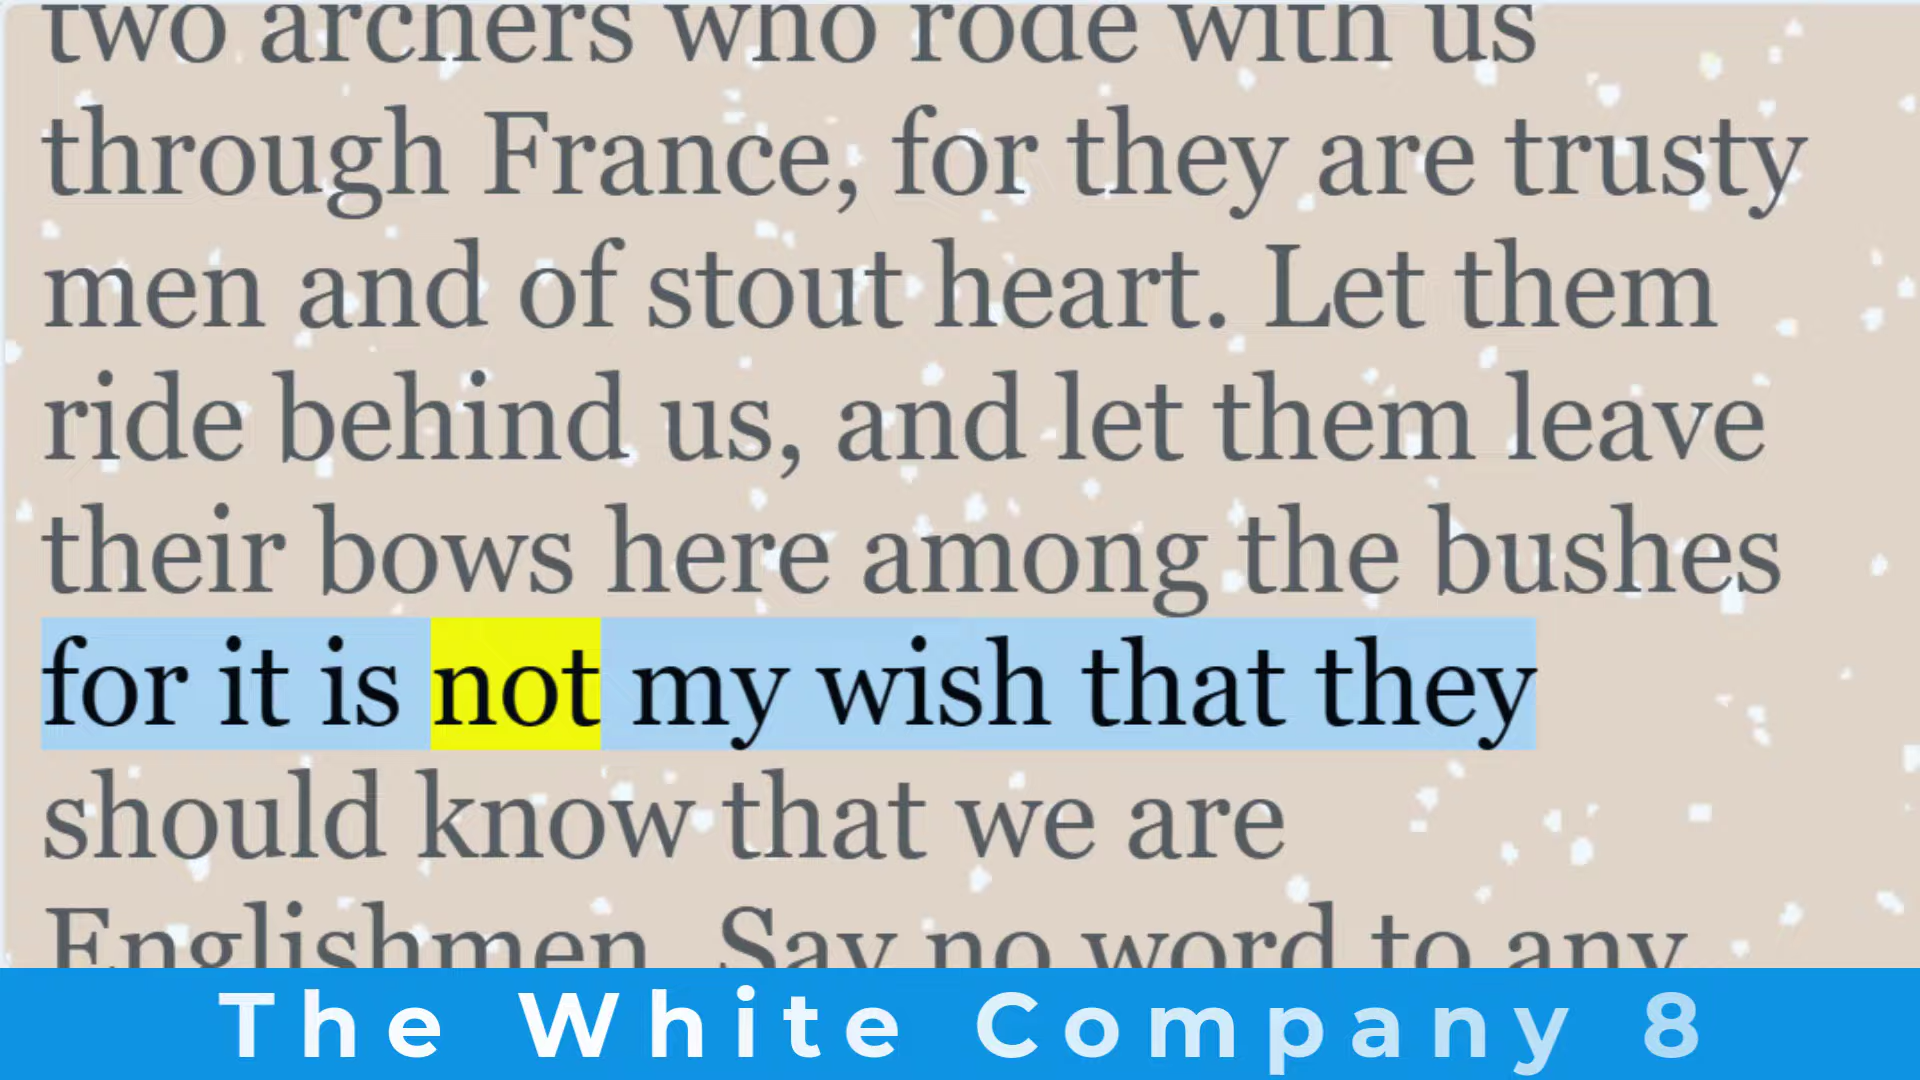 two archers who rode with us
through France, for they are trusty
men and of stout heart. Let them
ride behind us, and let them leave
their bows here among the bushes
for it is not my wish that they
should know that we are
Englishmen. Say no word to any
The White Company 8